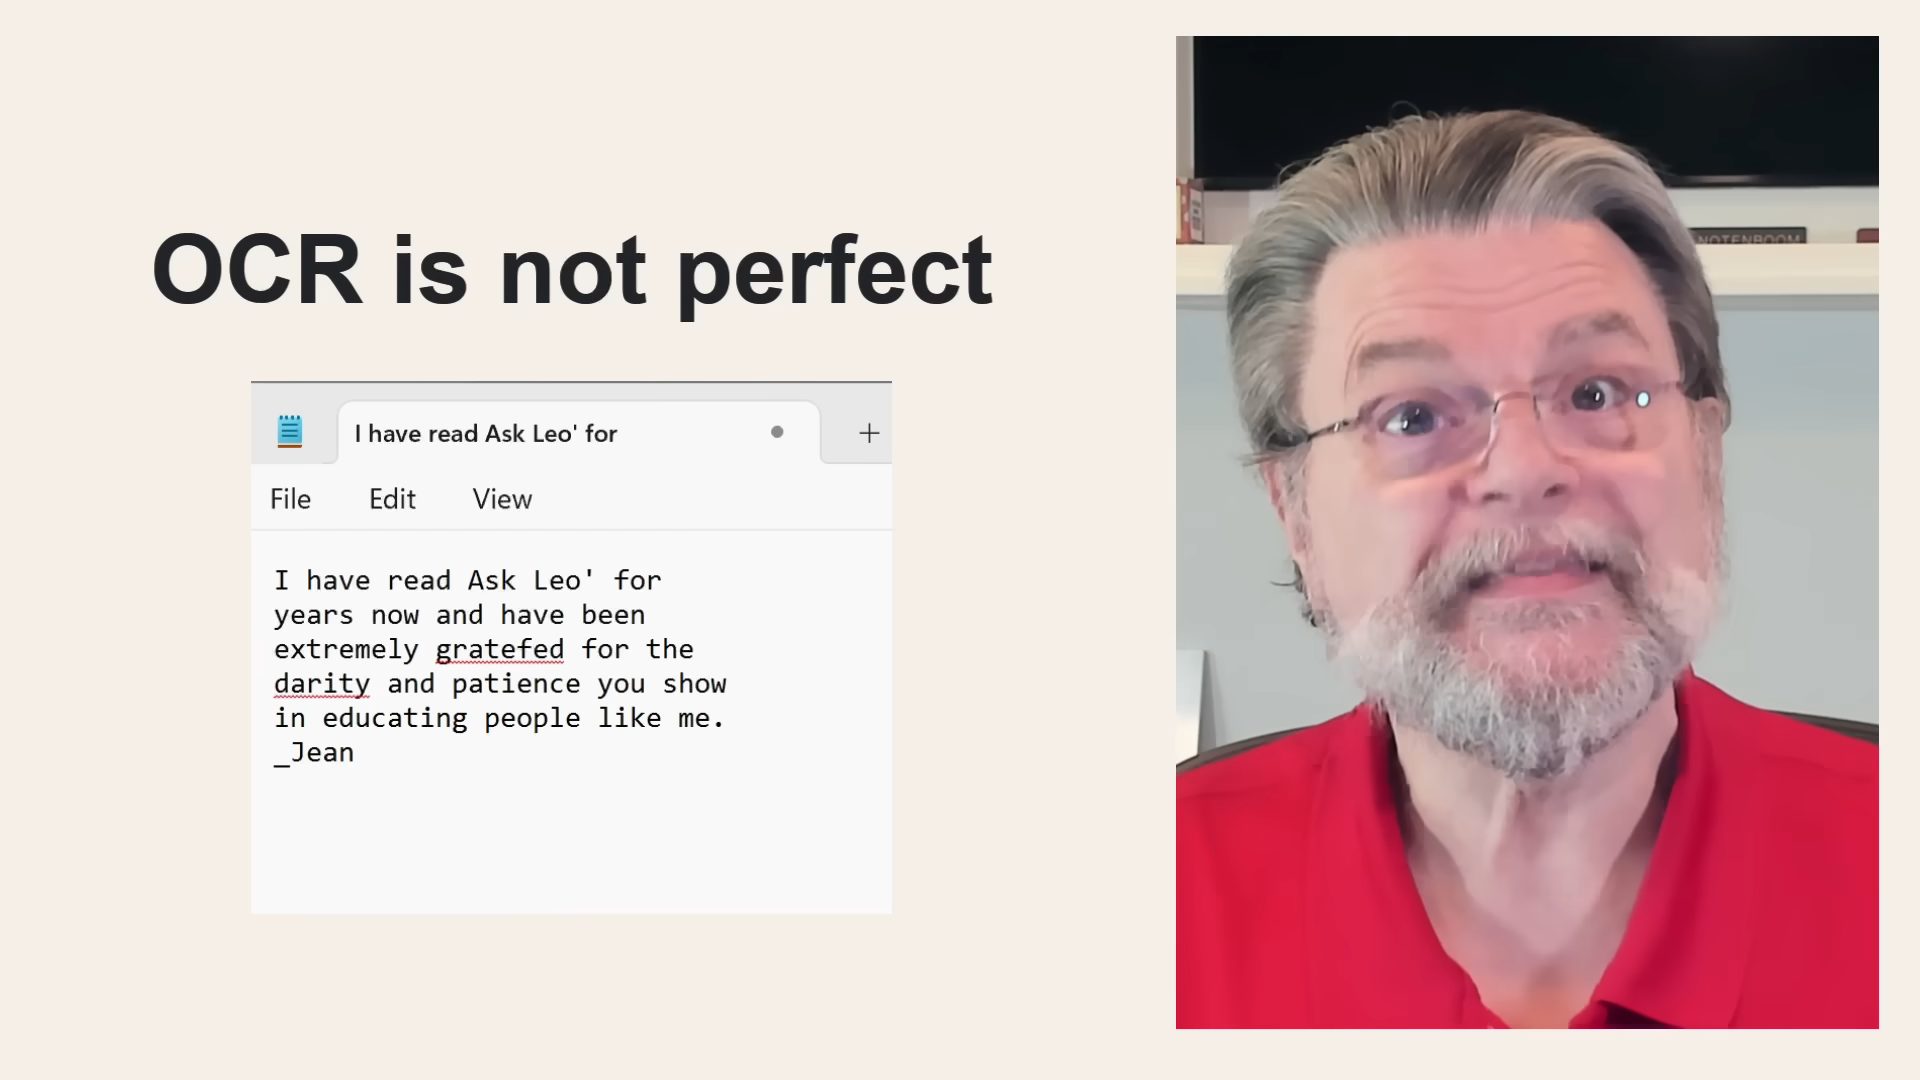 OCR is not perfect
I have read Ask Leo' for
+
File Edit View
I have read Ask Leo' for
years now and have been
extremely gratefed for the
darity and patience you show
in educating people like me.
_Jean
NOTENBOOM